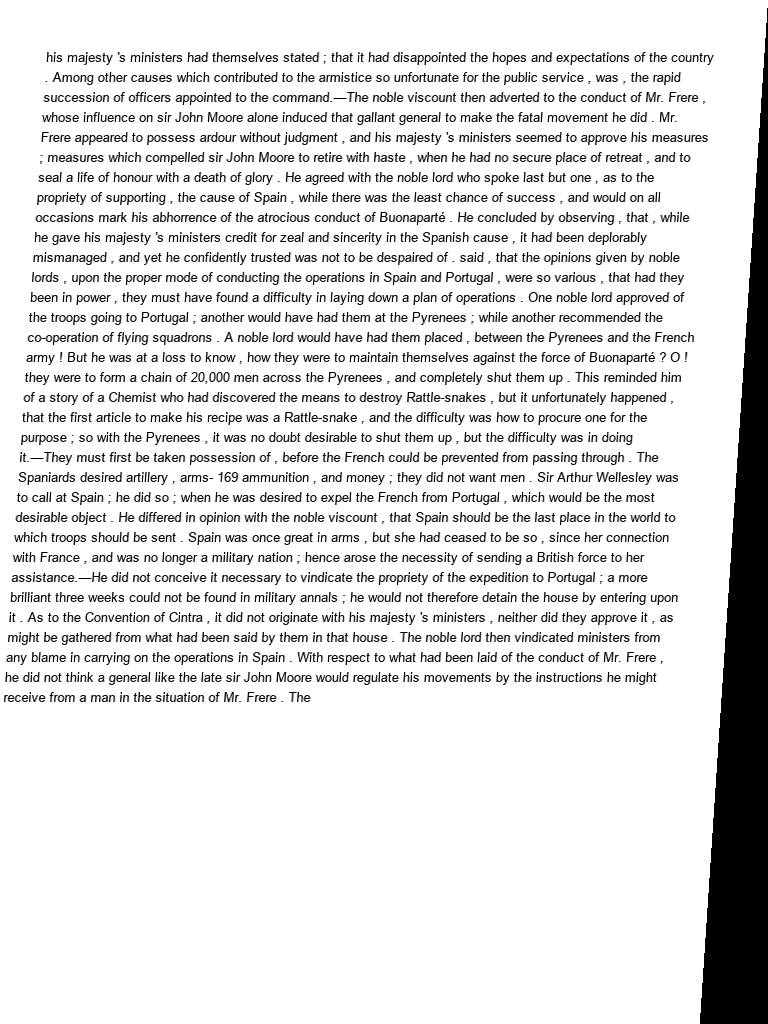 his majesty 's ministers had themselves stated ; that it had disappointed the hopes and expectations of the country
. Among other causes which contributed to the armistice so unfortunate for the public service , was , the rapid
succession of officers appointed to the command.—The noble viscount then adverted to the conduct of Mr. Frere ,
whose influence on sir John Moore alone induced that gallant general to make the fatal movement he did . Mr.
Frere appeared to possess ardour without judgment , and his majesty 's ministers seemed to approve his measures
; measures which compelled sir John Moore to retire with haste , when he had no secure place of retreat , and to
seal a life of honour with a death of glory . He agreed with the noble lord who spoke last but one , as to the
propriety of supporting , the cause of Spain , while there was the least chance of success , and would on all
occasions mark his abhorrence of the atrocious conduct of Buonaparté . He concluded by observing , that , while
he gave his majesty 's ministers credit for zeal and sincerity in the Spanish cause , it had been deplorably
mismanaged , and yet he confidently trusted was not to be despaired of . said , that the opinions given by noble
lords , upon the proper mode of conducting the operations in Spain and Portugal , were so various , that had they
been in power , they must have found a difficulty in laying down a plan of operations . One noble lord approved of
the troops going to Portugal ; another would have had them at the Pyrenees ; while another recommended the
co-operation of flying squadrons . A noble lord would have had them placed , between the Pyrenees and the French
army ! But he was at a loss to know , how they were to maintain themselves against the force of Buonaparté ? O !
they were to form a chain of 20,000 men across the Pyrenees , and completely shut them up . This reminded him
of a story of a Chemist who had discovered the means to destroy Rattle-snakes , but it unfortunately happened ,
that the first article to make his recipe was a Rattle-snake , and the difficulty was how to procure one for the
purpose ; so with the Pyrenees , it was no doubt desirable to shut them up , but the difficulty was in doing
it.—They must first be taken possession of , before the French could be prevented from passing through . The
Spaniards desired artillery , arms- 169 ammunition , and money ; they did not want men . Sir Arthur Wellesley was
to call at Spain ; he did so ; when he was desired to expel the French from Portugal , which would be the most
desirable object . He differed in opinion with the noble viscount , that Spain should be the last place in the world to
which troops should be sent . Spain was once great in arms , but she had ceased to be so , since her connection
with France , and was no longer a military nation ; hence arose the necessity of sending a British force to her
assistance.—He did not conceive it necessary to vindicate the propriety of the expedition to Portugal ; a more
brilliant three weeks could not be found in military annals ; he would not therefore detain the house by entering upon
it . As to the Convention of Cintra , it did not originate with his majesty 's ministers , neither did they approve it , as
might be gathered from what had been said by them in that house . The noble lord then vindicated ministers from
any blame in carrying on the operations in Spain . With respect to what had been laid of the conduct of Mr. Frere ,
he did not think a general like the late sir John Moore would regulate his movements by the instructions he might
receive from a man in the situation of Mr. Frere . The